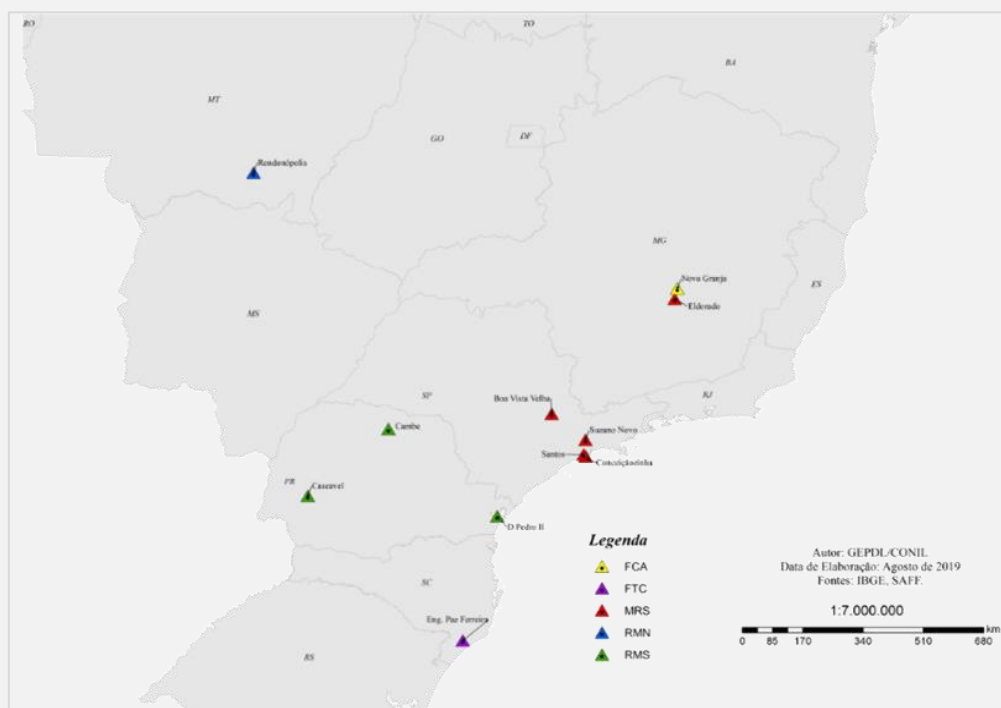 RO
TO
BA
MT
GO
DF
Rondonópolis
MG
Nova Granja
ES
Eldorado
MS
SP
Boa Vista Velha
RJ
Cambe
Suzano Novo
Santos
Conceiçãozinha
PR
Cascavel
D Pedro II
Legenda
FCA
FTC
MRS
RMN
RMS
Autor: GEPDL/CONIL
Data de Elaboração: Agosto de 2019
Fontes: IBGE, SAFF.
1:7.000.000
km
0 85 170 340 510 680
SC
Eng. Paz Ferreira
RS